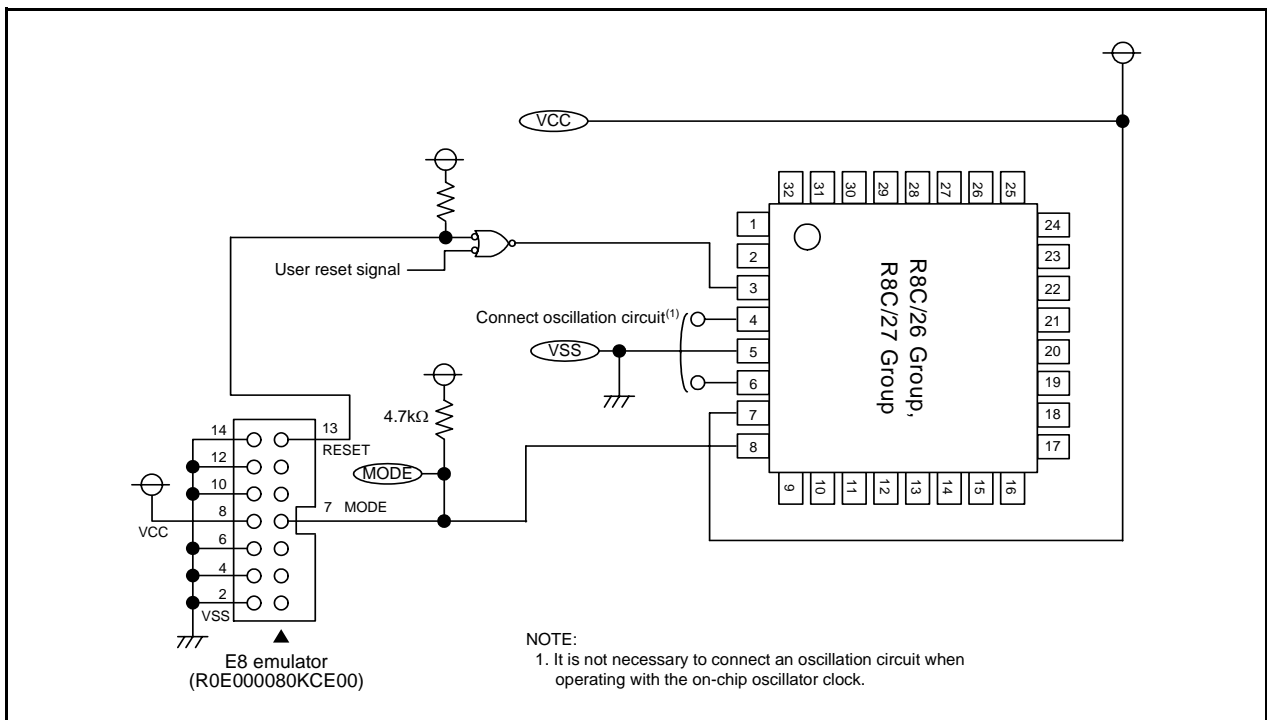 VCC
32
31
30
29
28
27
26
25
1
2
3
4
5
6
7
8
24
23
22
21
20
19
18
17
9
10
11
12
13
14
15
16
R8C/26 Group,
R8C/27 Group
User reset signal
Connect oscillation circuit(1)
VSS
4.7kΩ
MODE
14
13
RESET
12
10
8
7 MODE
VCC
6
4
2
VSS
E8 emulator
(R0E000080KCE00)
NOTE:
1. It is not necessary to connect an oscillation circuit when
operating with the on-chip oscillator clock.